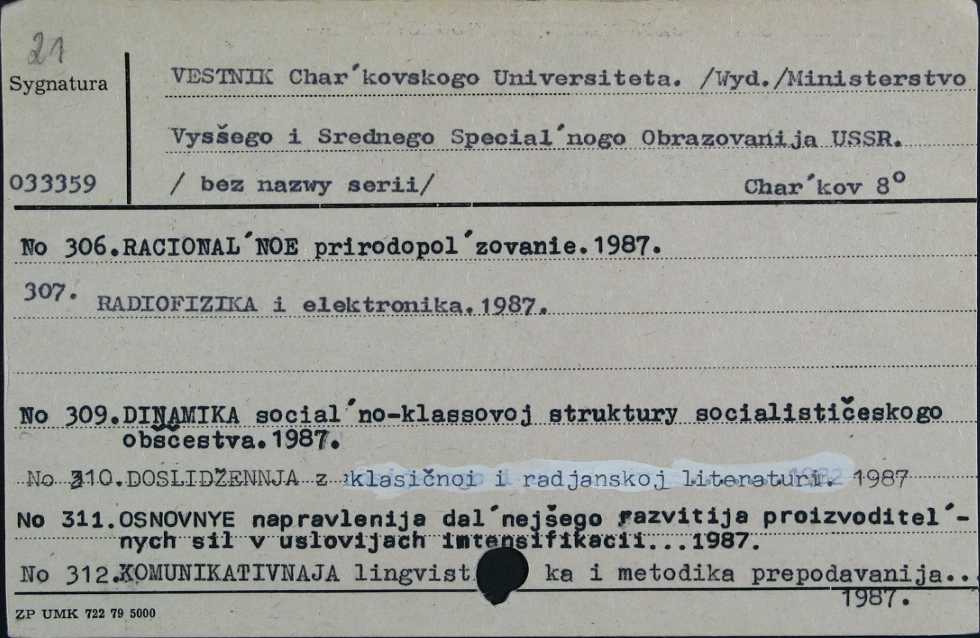 21
Sygnatura
VESTNIK Char´kovskogo Universiteta. /Wyd./Ministerstvo
Vysšego i Srednego Special´nogo Obrazovanija USSR.
033359 / bez nazwy serii/ Char´kov 8º
No 306.RACIONAL´NOE prirodopol´zovanie.1987.
307. RADIOFIZIKA i elektronika.1987.
No 309.DINAMIKA social´no-klassovoj struktury socialističeskogo
obščestva.1987.
No 310.DOSLIDŽENNJA z klasičnoi i radjanskoj literaturi. 1987
No 311.OSNOVNYE napravlenija dal´nejšego razvitija proizvoditel´-
nych sil v uslovijach intensifikacii...1987.
No 312.KOMUNIKATIVNAJA lingvist ka i metodika prepodavanija..
1987.
ZP UMK 722 79 5000